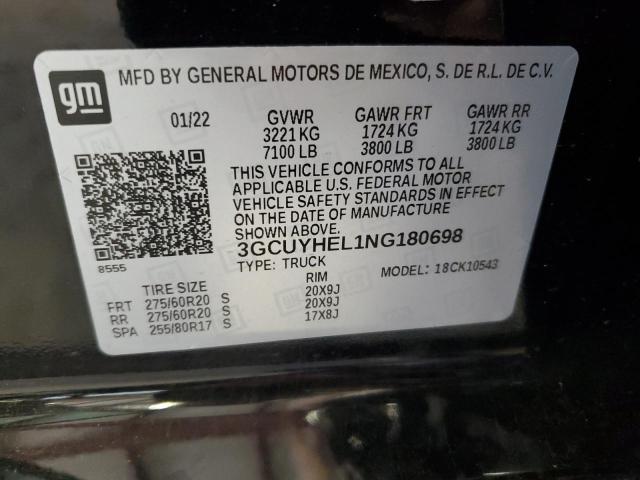 gm
MFD BY GENERAL MOTORS DE MEXICO, S. DE R.L. DE C.V.
01/22 GVWR GAWR FRT GAWR RR
3221 KG 1724 KG 1724 KG
7100 LB 3800 LB 3800 LB
THIS VEHICLE CONFORMS TO ALL
APPLICABLE U.S. FEDERAL MOTOR
VEHICLE SAFETY STANDARDS IN EFFECT
ON THE DATE OF MANUFACTURE
SHOWN ABOVE.
3GCUYHEL1NG180698
8555 TYPE: TRUCK MODEL: 18CK10543
TIRE SIZE RIM
FRT 275/60R20 S 20X9J
RR 275/60R20 S 20X9J
SPA 255/80R17 S 17X8J